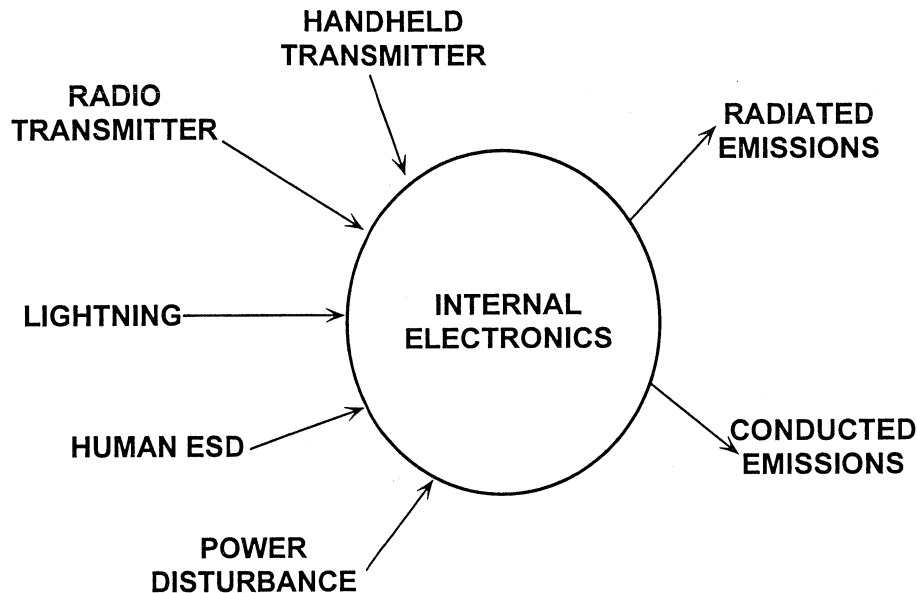 HANDHELD
TRANSMITTER
RADIO
TRANSMITTER
RADIATED
EMISSIONS
LIGHTNING
INTERNAL
ELECTRONICS
HUMAN ESD
CONDUCTED
EMISSIONS
POWER
DISTURBANCE